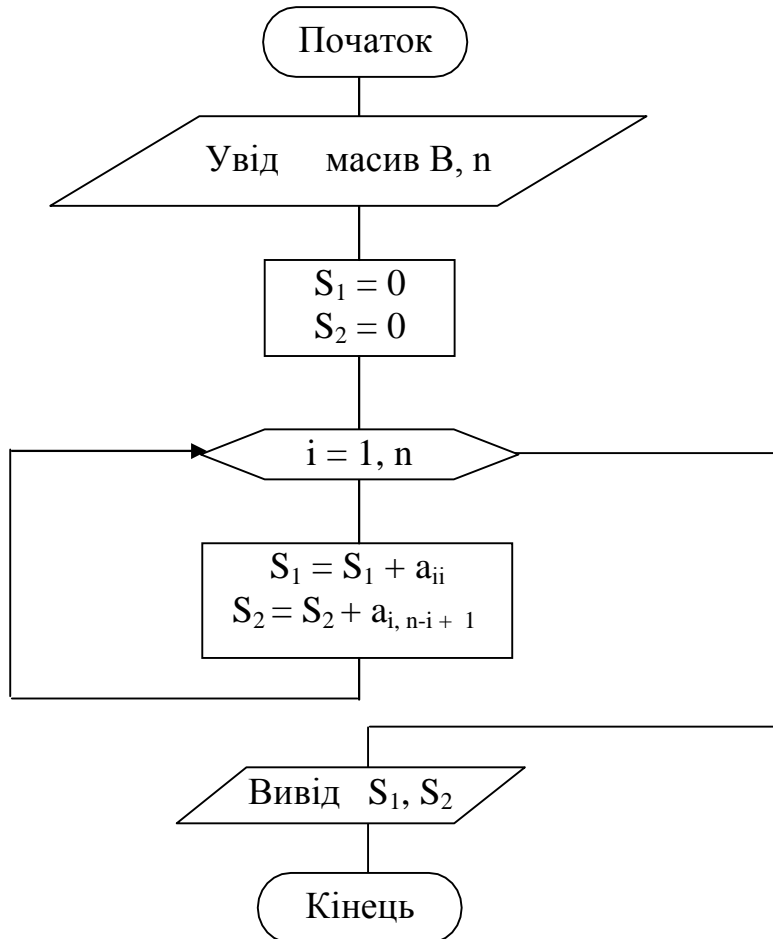 Початок
Увід масив В, n
S₁ = 0
S₂ = 0
i = 1, n
S₁ = S₁ + aᵢᵢ
S₂ = S₂ + aᵢ, ₙ₋ᵢ ₊ ₁
Вивід S₁, S₂
Кінець